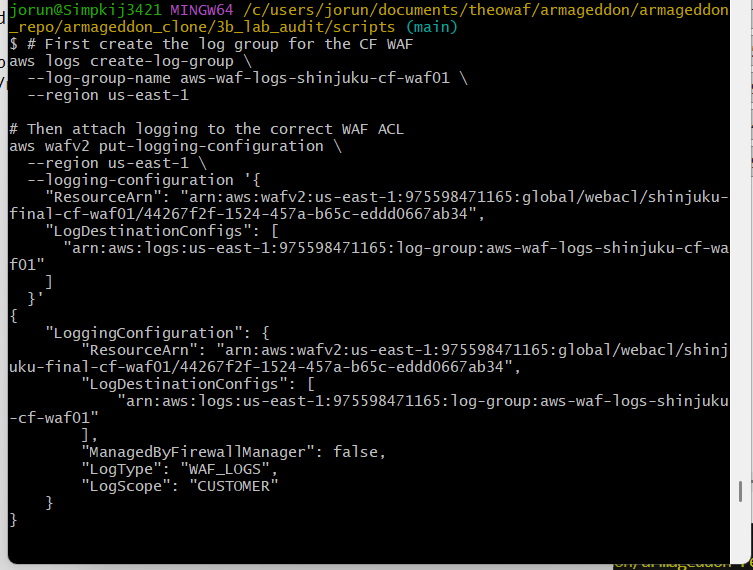 jorun@Simpkij3421 MINGW64 /c/users/jorun/documents/theowaf/armageddon/armageddon
_repo/armageddon_clone/3b_lab_audit/scripts (main)
$ # First create the log group for the CF WAF
aws logs create-log-group \
  --log-group-name aws-waf-logs-shinjuku-cf-waf01 \
  --region us-east-1

# Then attach logging to the correct WAF ACL
aws wafv2 put-logging-configuration \
  --region us-east-1 \
  --logging-configuration '{
    "ResourceArn": "arn:aws:wafv2:us-east-1:975598471165:global/webacl/shinjuku-
final-cf-waf01/44267f2f-1524-457a-b65c-eddd0667ab34",
    "LogDestinationConfigs": [
      "arn:aws:logs:us-east-1:975598471165:log-group:aws-waf-logs-shinjuku-cf-wa
f01"
    ]
  }'
{
    "LoggingConfiguration": {
        "ResourceArn": "arn:aws:wafv2:us-east-1:975598471165:global/webacl/shinj
uku-final-cf-waf01/44267f2f-1524-457a-b65c-eddd0667ab34",
        "LogDestinationConfigs": [
            "arn:aws:logs:us-east-1:975598471165:log-group:aws-waf-logs-shinjuku
-cf-waf01"
        ],
        "ManagedByFirewallManager": false,
        "LogType": "WAF_LOGS",
        "LogScope": "CUSTOMER"
    }
}